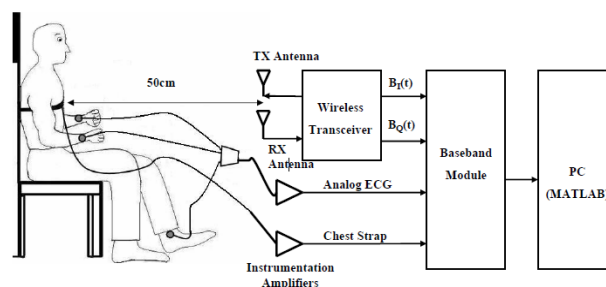 TX Antenna
50cm
Wireless
Transceiver
B_I(t)
B_Q(t)
RX
Antenna
Baseband
Module
PC
(MATLAB)
Analog ECG
Chest Strap
Instrumentation
Amplifiers